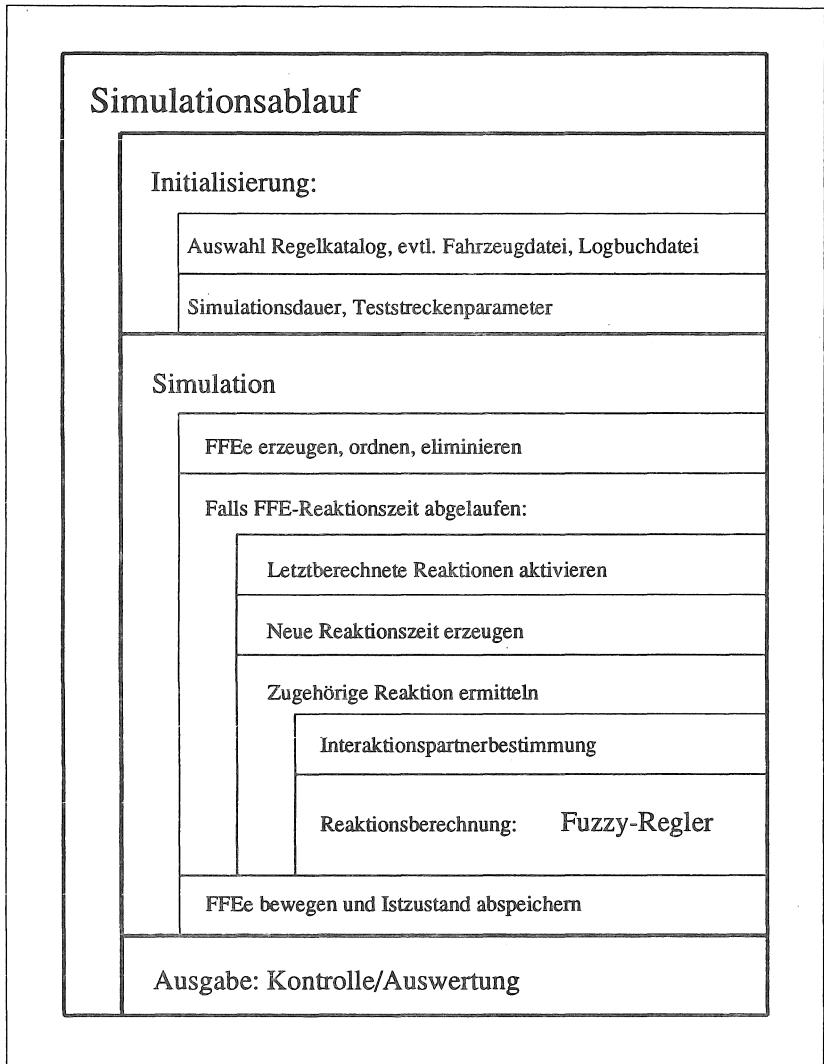 Simulationsablauf
Initialisierung:
Auswahl Regelkatalog, evtl. Fahrzeugdatei, Logbuchdatei
Simulationsdauer, Teststreckenparameter
Simulation
FFEe erzeugen, ordnen, eliminieren
Falls FFE-Reaktionszeit abgelaufen:
Letztberechnete Reaktionen aktivieren
Neue Reaktionszeit erzeugen
Zugehörige Reaktion ermitteln
Interaktionspartnerbestimmung
Reaktionsberechnung: Fuzzy-Regler
FFEe bewegen und Istzustand abspeichern
Ausgabe: Kontrolle/Auswertung